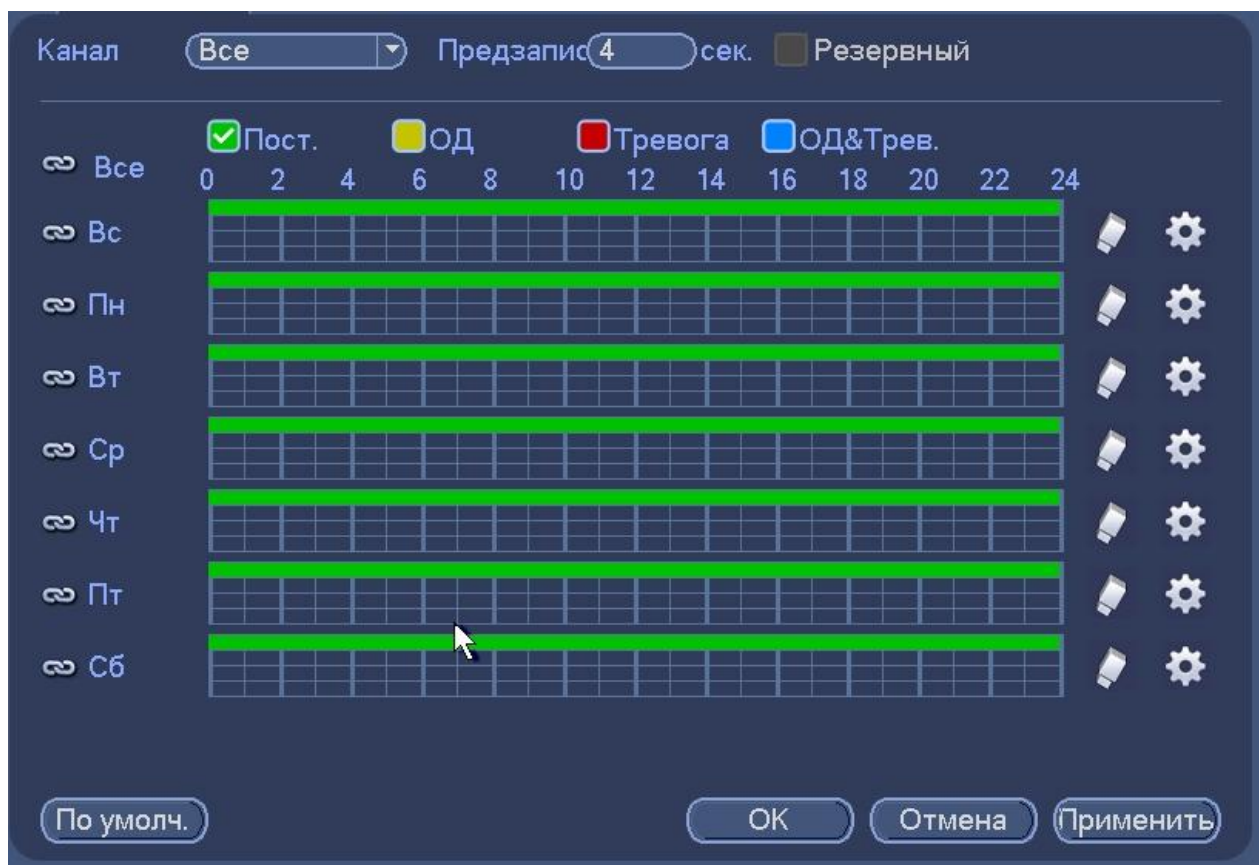 Канал Все Предзапис 4 сек. Резервный
Пост. ОД Тревога ОД&Трев.
Все
0 2 4 6 8 10 12 14 16 18 20 22 24
Вс
Пн
Вт
Ср
Чт
Пт
Сб
По умолч. OK Отмена Применить